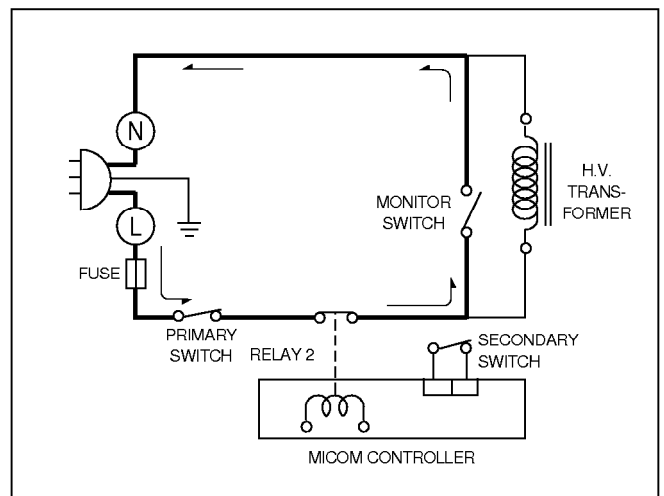 N
H.V.
TRANS-
FORMER
MONITOR
SWITCH
L
FUSE
PRIMARY
SWITCH
RELAY 2
SECONDARY
SWITCH
MICOM CONTROLLER